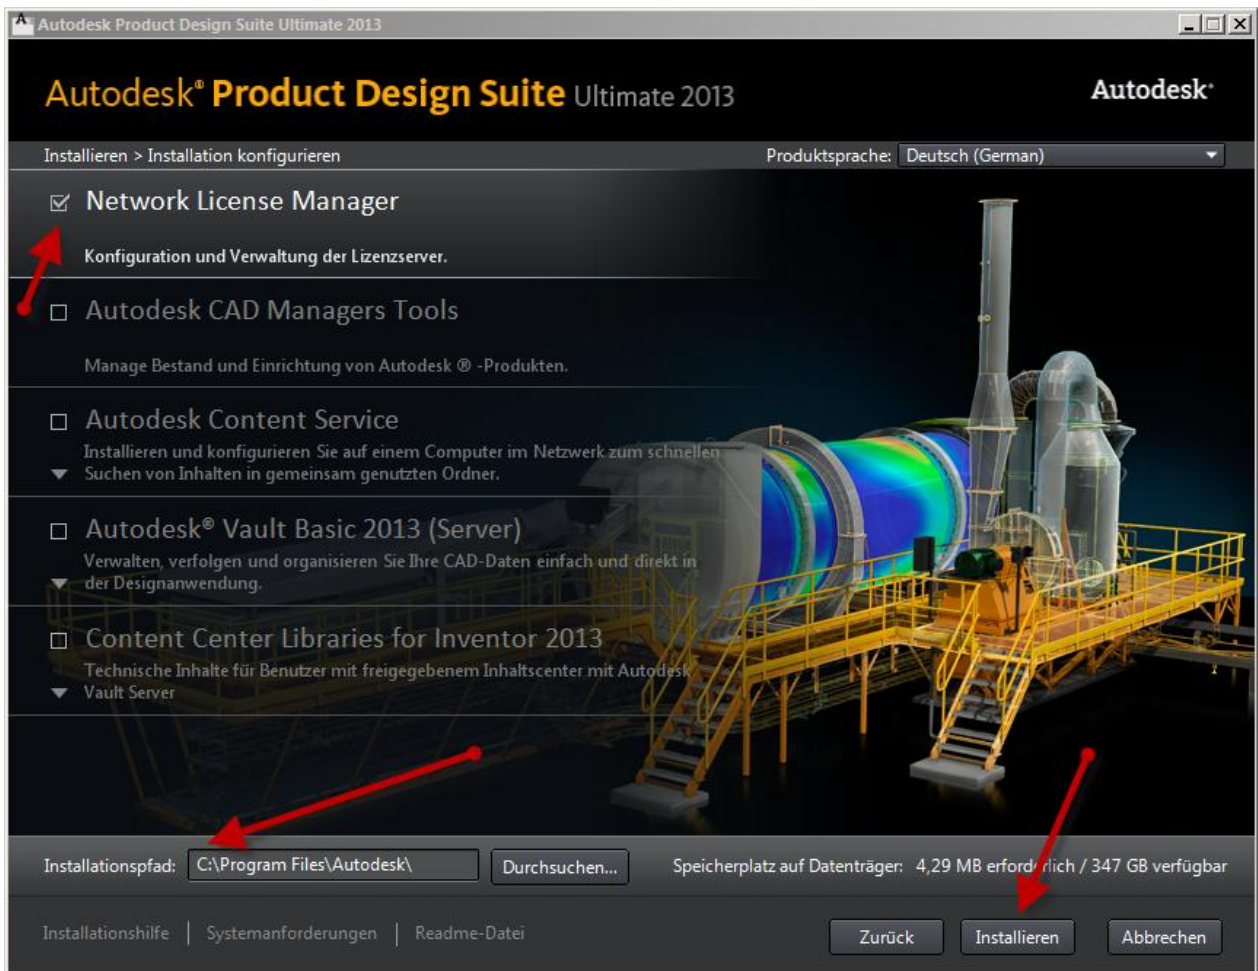 Autodesk Product Design Suite Ultimate 2013
Autodesk® Product Design Suite Ultimate 2013
Autodesk®
Installieren > Installation konfigurieren
Produktsprache: Deutsch (German)
Network License Manager
Konfiguration und Verwaltung der Lizenzserver.
Autodesk CAD Managers Tools
Manage Bestand und Einrichtung von Autodesk ® -Produkten.
Autodesk Content Service
Installieren und konfigurieren Sie auf einem Computer im Netzwerk zum schnellen
Suchen von Inhalten in gemeinsam genutzten Ordner.
Autodesk® Vault Basic 2013 (Server)
Verwalten, verfolgen und organisieren Sie Ihre CAD-Daten einfach und direkt in
der Designanwendung.
Content Center Libraries for Inventor 2013
Technische Inhalte für Benutzer mit freigegebenem Inhaltscenter mit Autodesk
Vault Server
Installationspfad: C:\Program Files\Autodesk\ Durchsuchen... Speicherplatz auf Datenträger: 4,29 MB erforderlich / 347 GB verfügbar
Installationshilfe | Systemanforderungen | Readme-Datei
Zurück Installieren Abbrechen